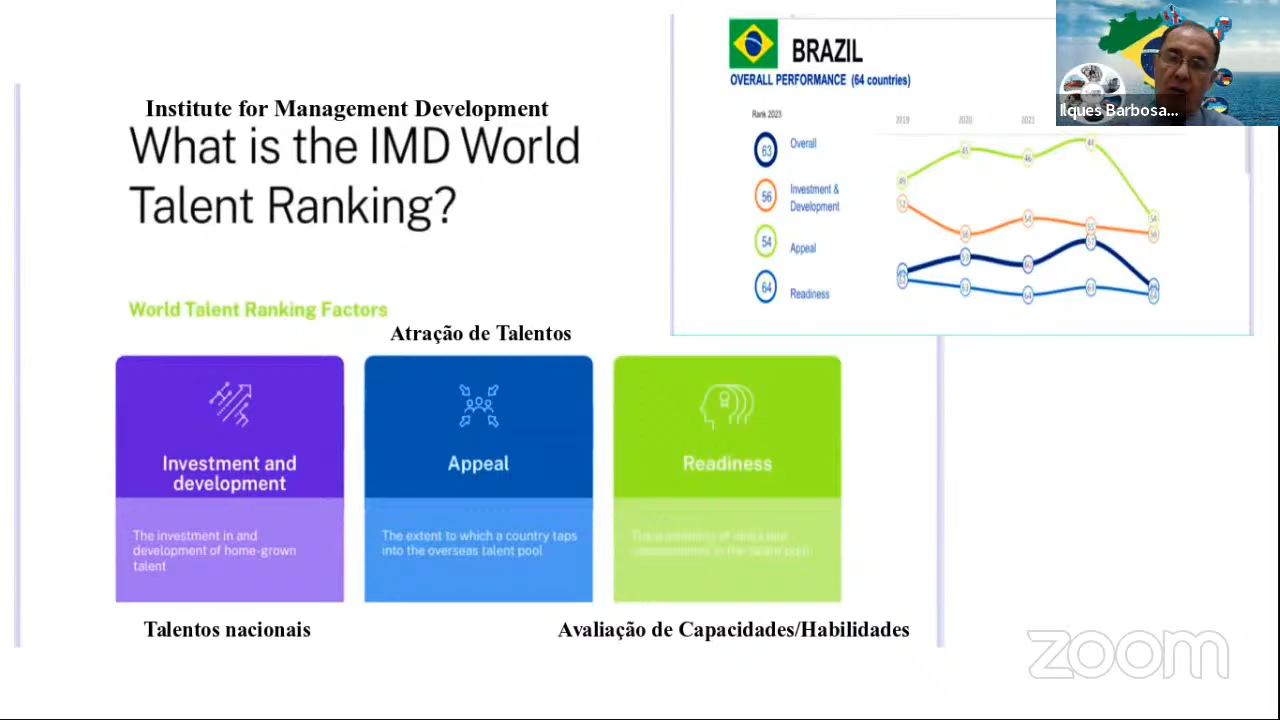 Institute for Management Development
What is the IMD World
Talent Ranking?
World Talent Ranking Factors
Atração de Talentos
Investment and
development
The investment in and
development of home-grown
talent
Appeal
The extent to which a country taps
into the overseas talent pool
Readiness
Talentos nacionais
Avaliação de Capacidades/Habilidades
BRAZIL
OVERALL PERFORMANCE (64 countries)
Rank 2023
63 Overall
56 Investment &
Development
54 Appeal
64 Readiness
2019 2020 2021
Ilques Barbosa...
zoom